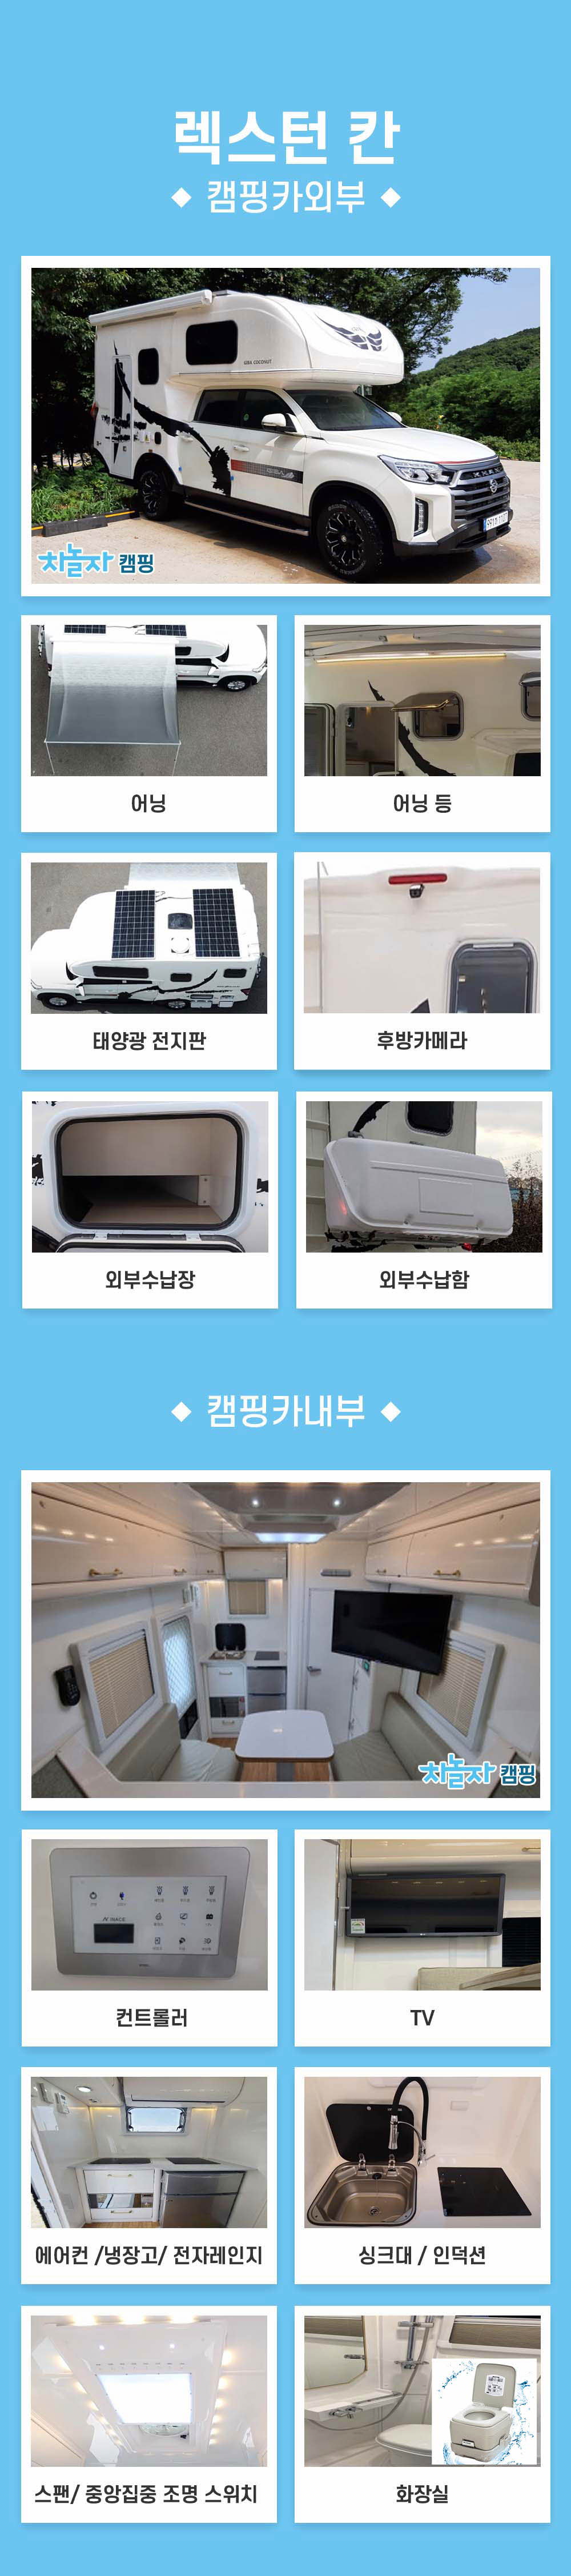 렉스턴 칸
◆ 캠핑카외부 ◆
GIBA COCONUT
KHAN
차놀자 캠핑
어닝
어닝 등
태양광 전지판
후방카메라
외부수납장
외부수납함
◆ 캠핑카내부 ◆
차놀자 캠핑
컨트롤러
TV
에어컨 /냉장고/ 전자레인지
싱크대 / 인덕션
스팬/ 중앙집중 조명 스위치
화장실